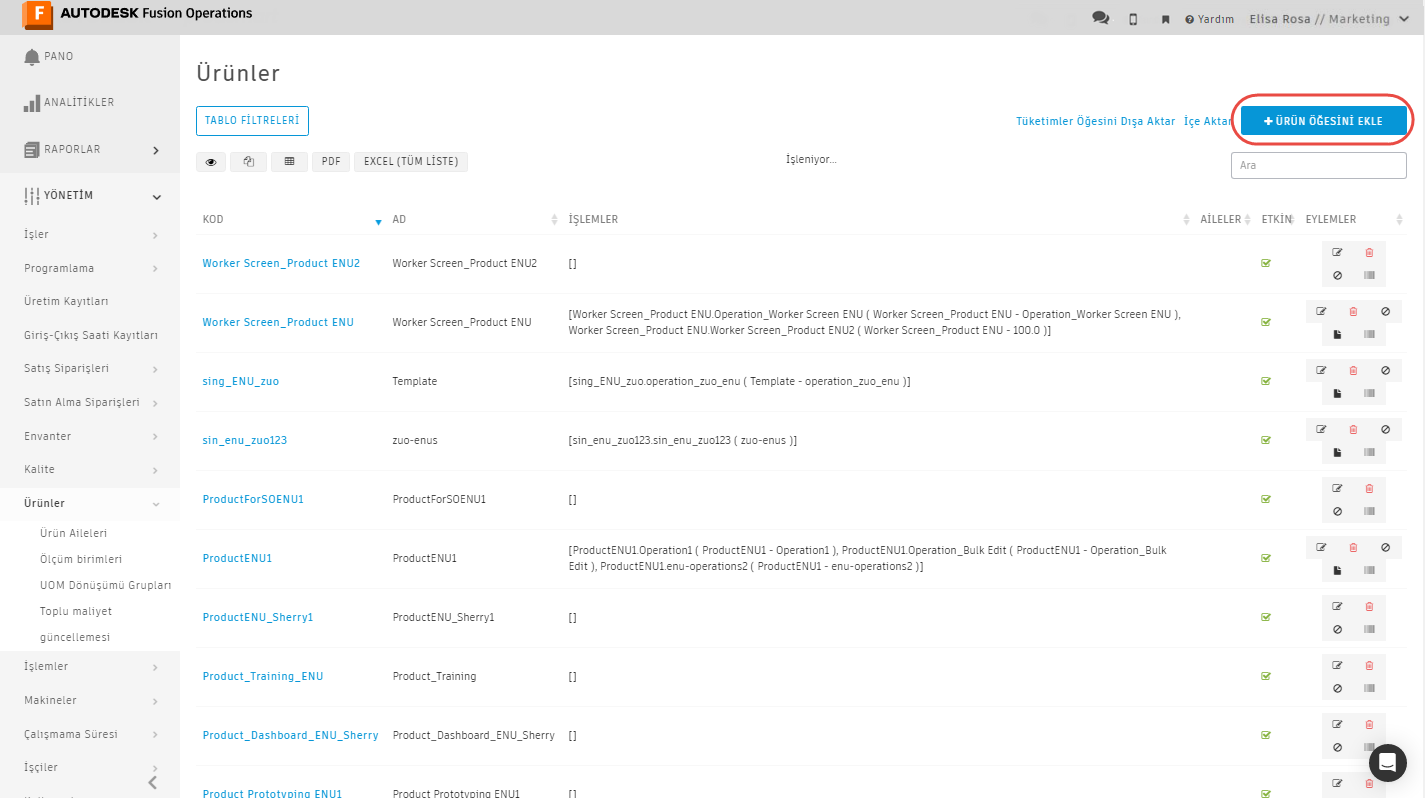 AUTODESK Fusion Operations
Yardım
Elisa Rosa // Marketing
PANO
ANALİTİKLER
RAPORLAR
YÖNETİM
İşler
Programlama
Üretim Kayıtları
Giriş-Çıkış Saati Kayıtları
Satış Siparişleri
Satın Alma Siparişleri
Envanter
Kalite
Ürünler
Ürün Aileleri
Ölçüm birimleri
UOM Dönüşümü Grupları
Toplu maliyet
güncellemesi
İşlemler
Makineler
Çalışmama Süresi
İşçiler
Ürünler
TABLO FİLTRELERİ
Tüketimler Öğesini Dışa Aktar İçe Aktar
+ ÜRÜN ÖĞESİNİ EKLE
PDF EXCEL (TÜM LİSTE)
İşleniyor...
Ara
KOD AD İŞLEMLER AİLELER ETKİN EYLEMLER
Worker Screen_Product ENU2 Worker Screen_Product ENU2 []
Worker Screen_Product ENU Worker Screen_Product ENU [Worker Screen_Product ENU.Operation_Worker Screen ENU ( Worker Screen_Product ENU - Operation_Worker Screen ENU ),
Worker Screen_Product ENU.Worker Screen_Product ENU2 ( Worker Screen_Product ENU - 100.0 )]
sing_ENU_zuo Template [sing_ENU_zuo.operation_zuo_enu ( Template - operation_zuo_enu )]
sin_enu_zuo123 zuo-enus [sin_enu_zuo123.sin_enu_zuo123 ( zuo-enus )]
ProductForSOENU1 ProductForSOENU1 []
ProductENU1 ProductENU1 [ProductENU1.Operation1 ( ProductENU1 - Operation1 ), ProductENU1.Operation_Bulk Edit ( ProductENU1 - Operation_Bulk
Edit ), ProductENU1.enu-operations2 ( ProductENU1 - enu-operations2 )]
ProductENU_Sherry1 ProductENU_Sherry1 []
Product_Training_ENU Product_Training []
Product_Dashboard_ENU_Sherry Product_Dashboard_ENU_Sherry []
Product Prototyping ENU1 Product Prototyping ENU1 []